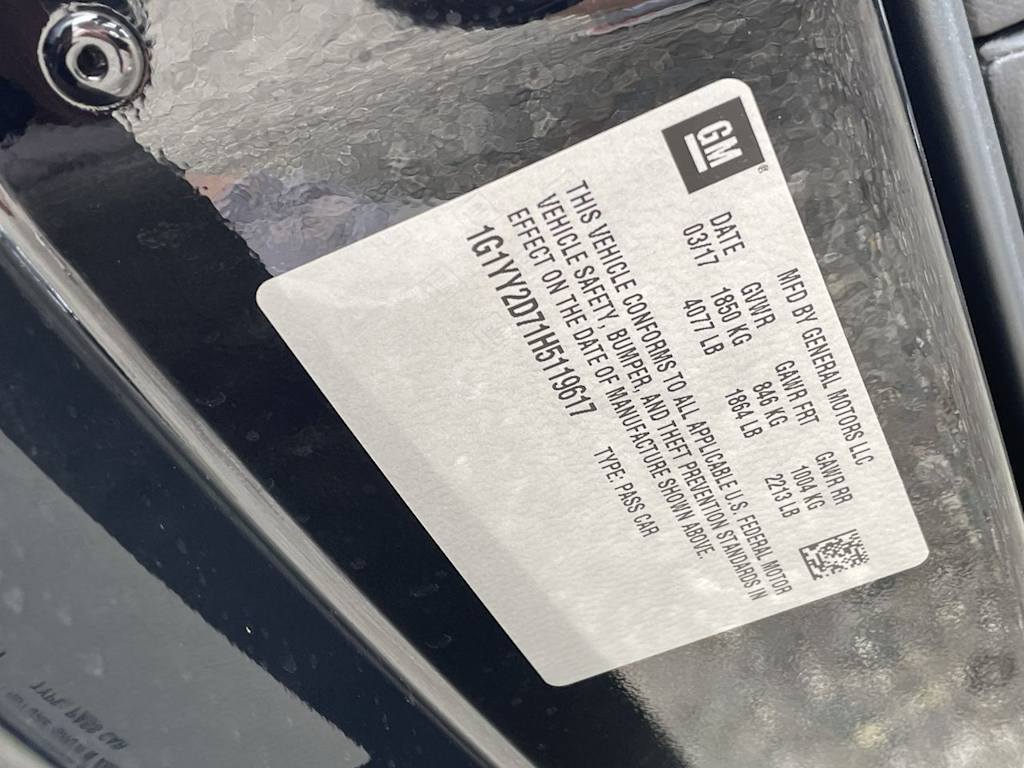 GM
®
MFD BY GENERAL MOTORS LLC
DATE GVWR GAWR FRT GAWR RR
03/17 1850 KG 846 KG 1004 KG
4077 LB 1864 LB 2213 LB
THIS VEHICLE CONFORMS TO ALL APPLICABLE U.S. FEDERAL MOTOR
VEHICLE SAFETY, BUMPER, AND THEFT PREVENTION STANDARDS IN
EFFECT ON THE DATE OF MANUFACTURE SHOWN ABOVE.
1G1YY2D71H5119617 TYPE: PASS CAR